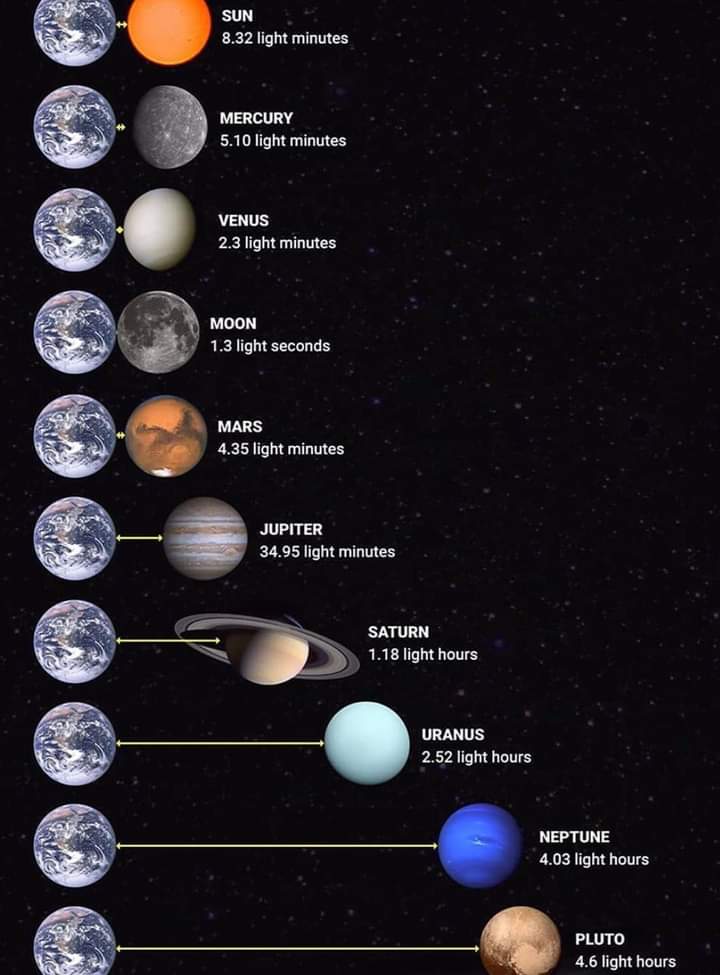 SUN
8.32 light minutes
MERCURY
5.10 light minutes
VENUS
2.3 light minutes
MOON
1.3 light seconds
MARS
4.35 light minutes
JUPITER
34.95 light minutes
SATURN
1.18 light hours
URANUS
2.52 light hours
NEPTUNE
4.03 light hours
PLUTO
4.6 light hours